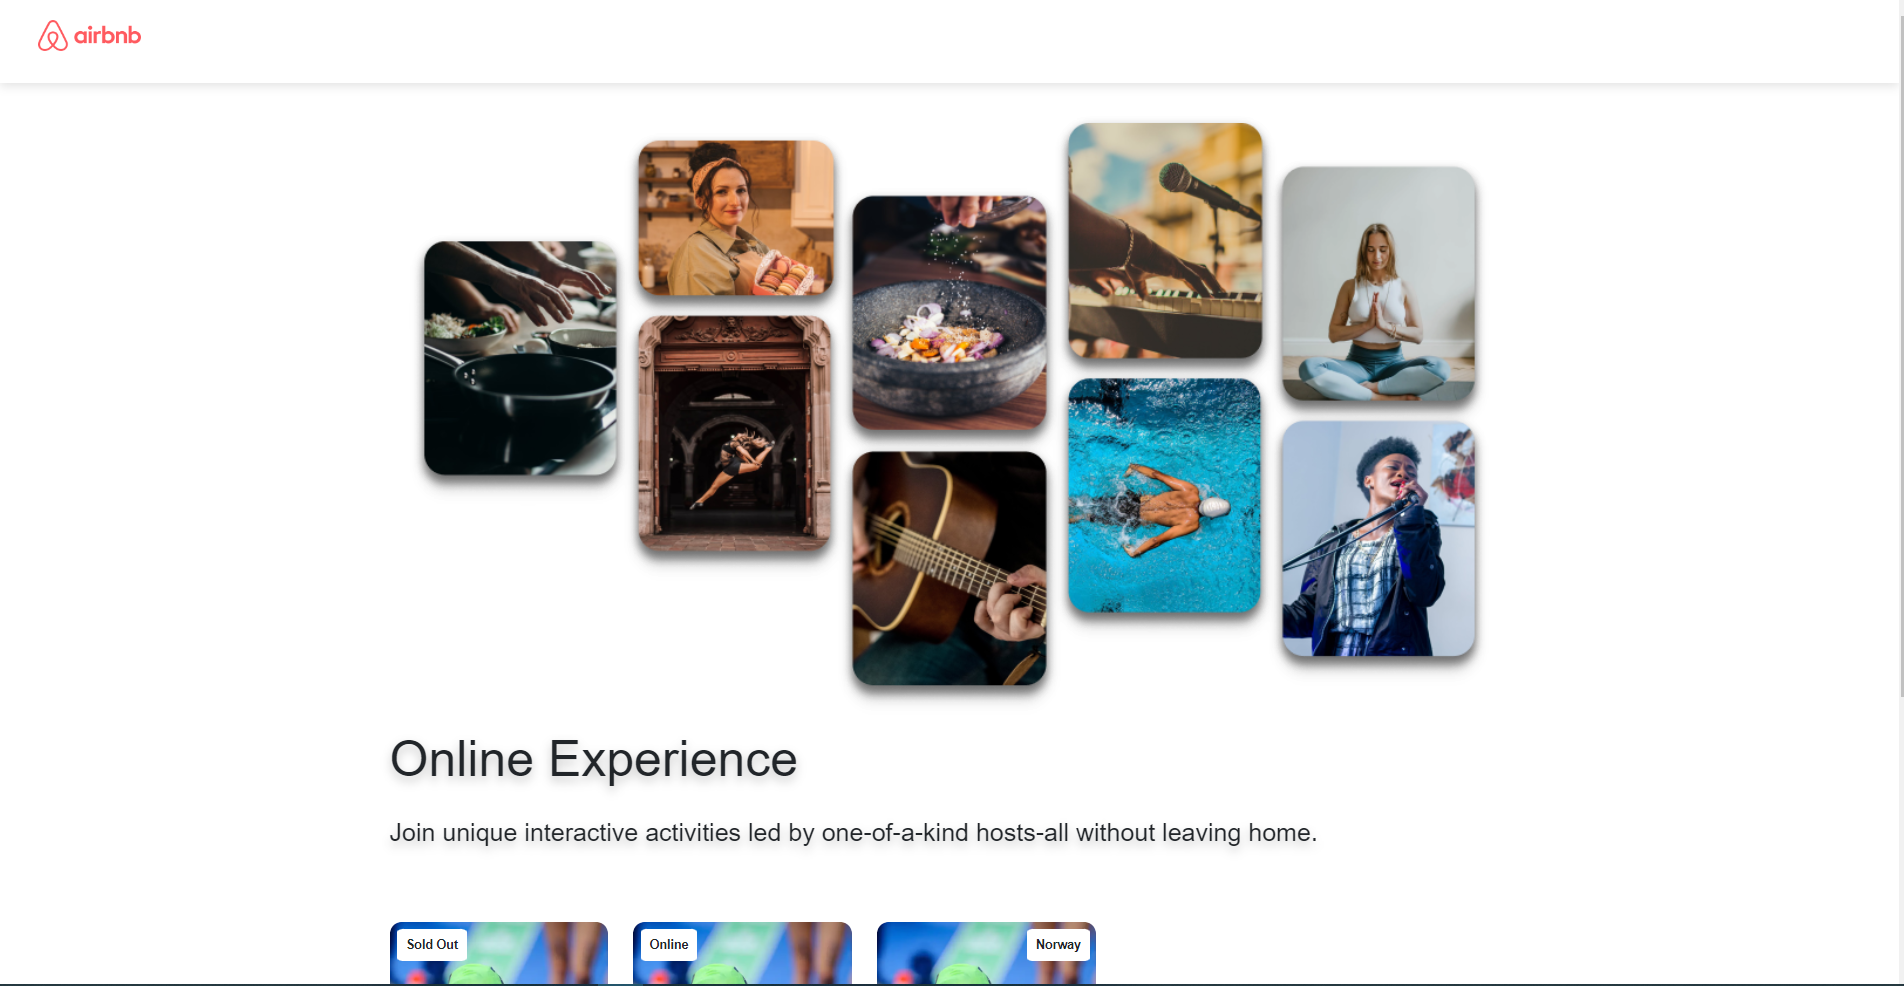 airbnb
Online Experience
Join unique interactive activities led by one-of-a-kind hosts-all without leaving home.
Sold Out
Online
Norway